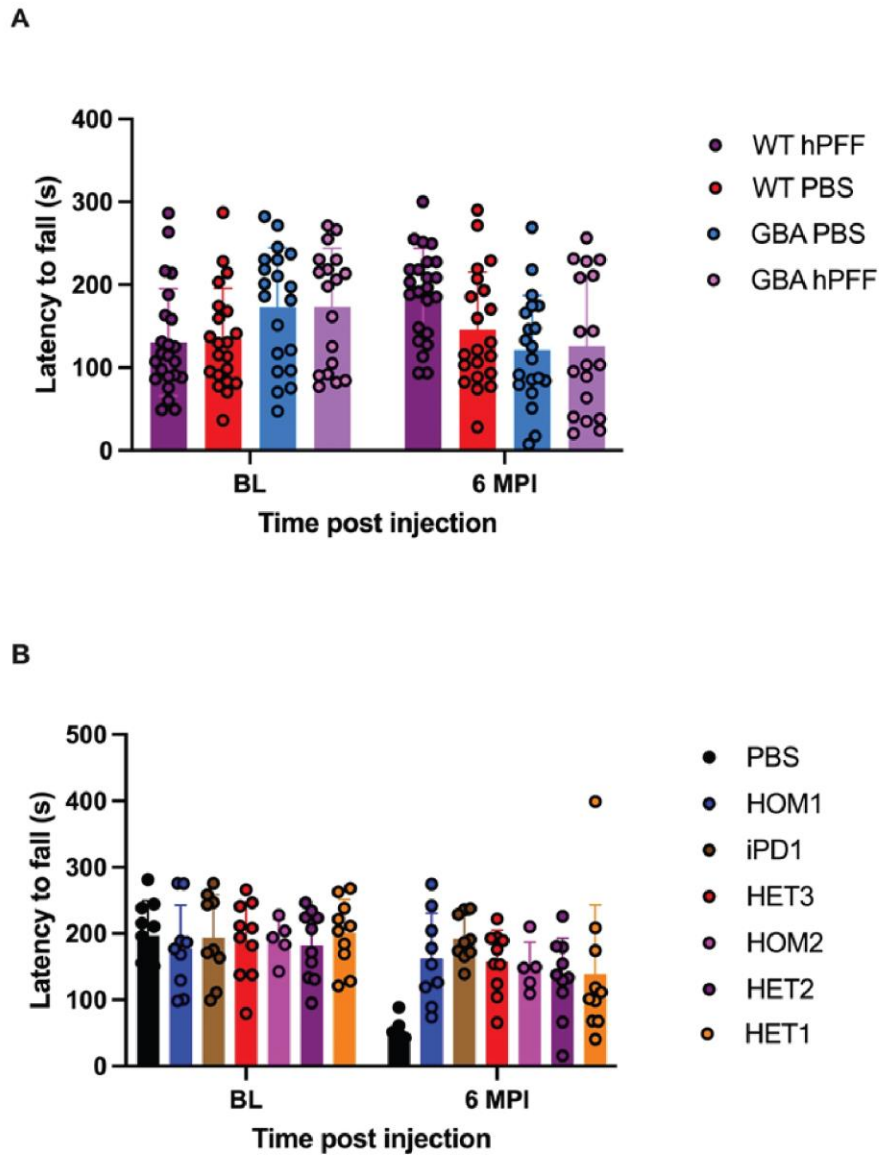 A
Latency to fall (s)
400
300
200
100
0
BL
6 MPI
Time post injection
WT hPFF
WT PBS
GBA PBS
GBA hPFF
B
Latency to fall (s)
500
400
300
200
100
0
BL
6 MPI
Time post injection
PBS
HOM1
iPD1
HET3
HOM2
HET2
HET1